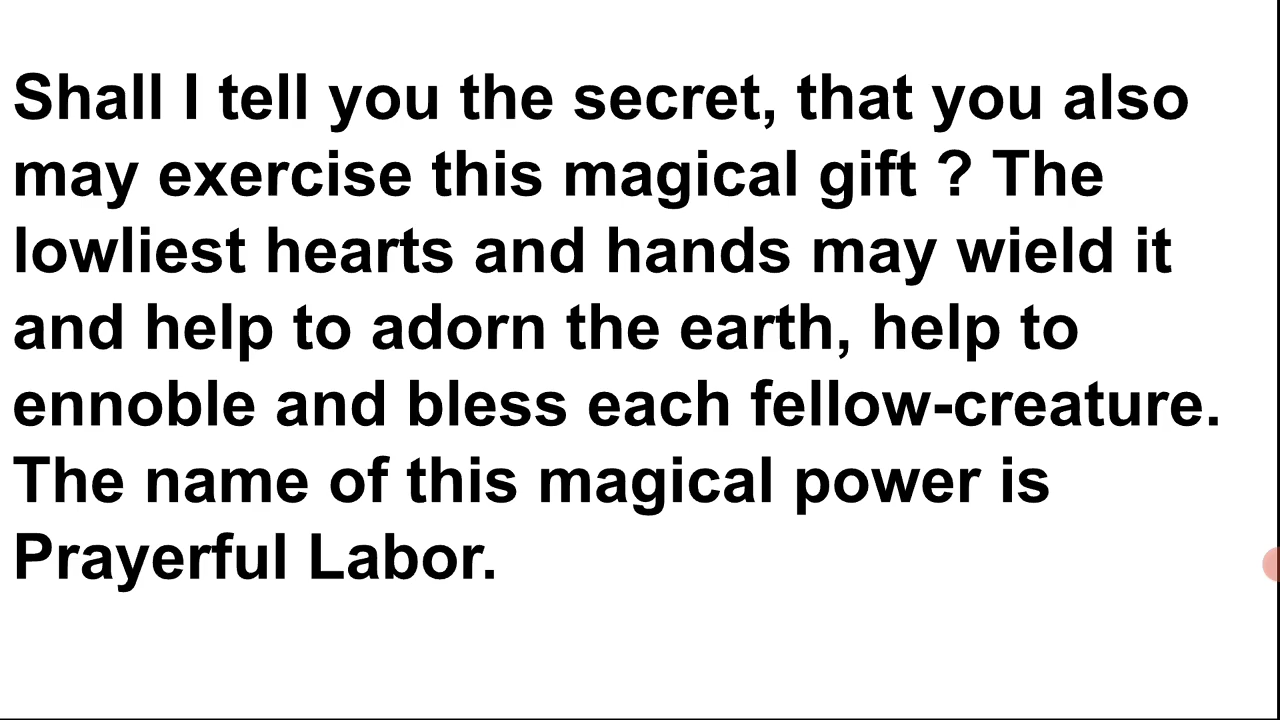 Shall I tell you the secret, that you also
may exercise this magical gift ? The
lowliest hearts and hands may wield it
and help to adorn the earth, help to
ennoble and bless each fellow-creature.
The name of this magical power is
Prayerful Labor.